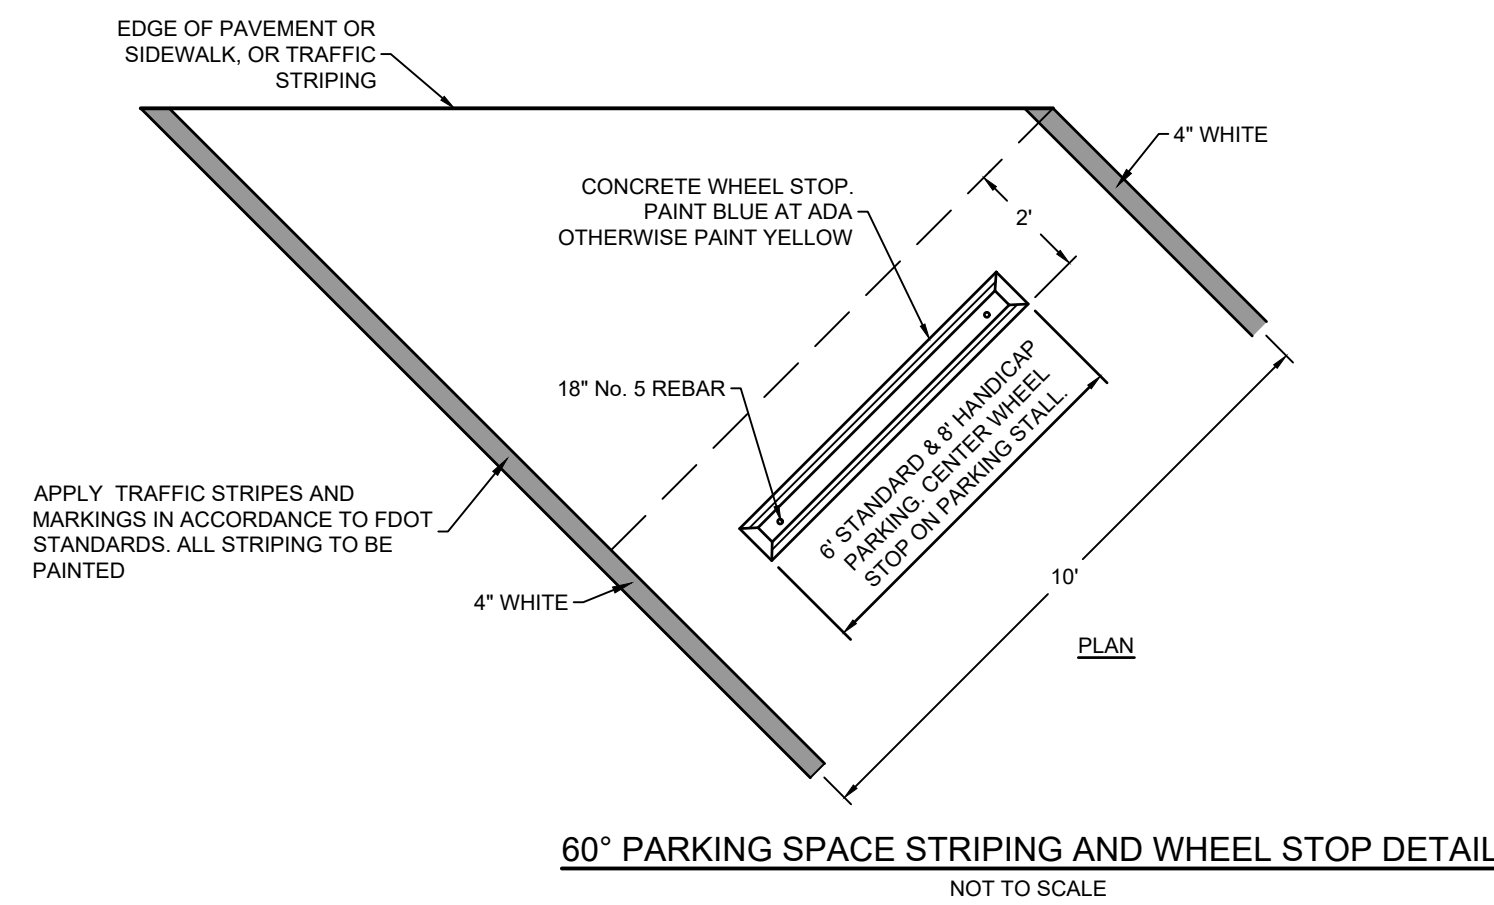 EDGE OF PAVEMENT OR
SIDEWALK, OR TRAFFIC
STRIPING
4" WHITE
CONCRETE WHEEL STOP.
PAINT BLUE AT ADA
OTHERWISE PAINT YELLOW
2'
18" No. 5 REBAR
6' STANDARD & 8' HANDICAP
PARKING. CENTER WHEEL
STOP ON PARKING STALL.
APPLY TRAFFIC STRIPES AND
MARKINGS IN ACCORDANCE TO FDOT
STANDARDS. ALL STRIPING TO BE
PAINTED
4" WHITE
10'
PLAN
60° PARKING SPACE STRIPING AND WHEEL STOP DETAIL
NOT TO SCALE